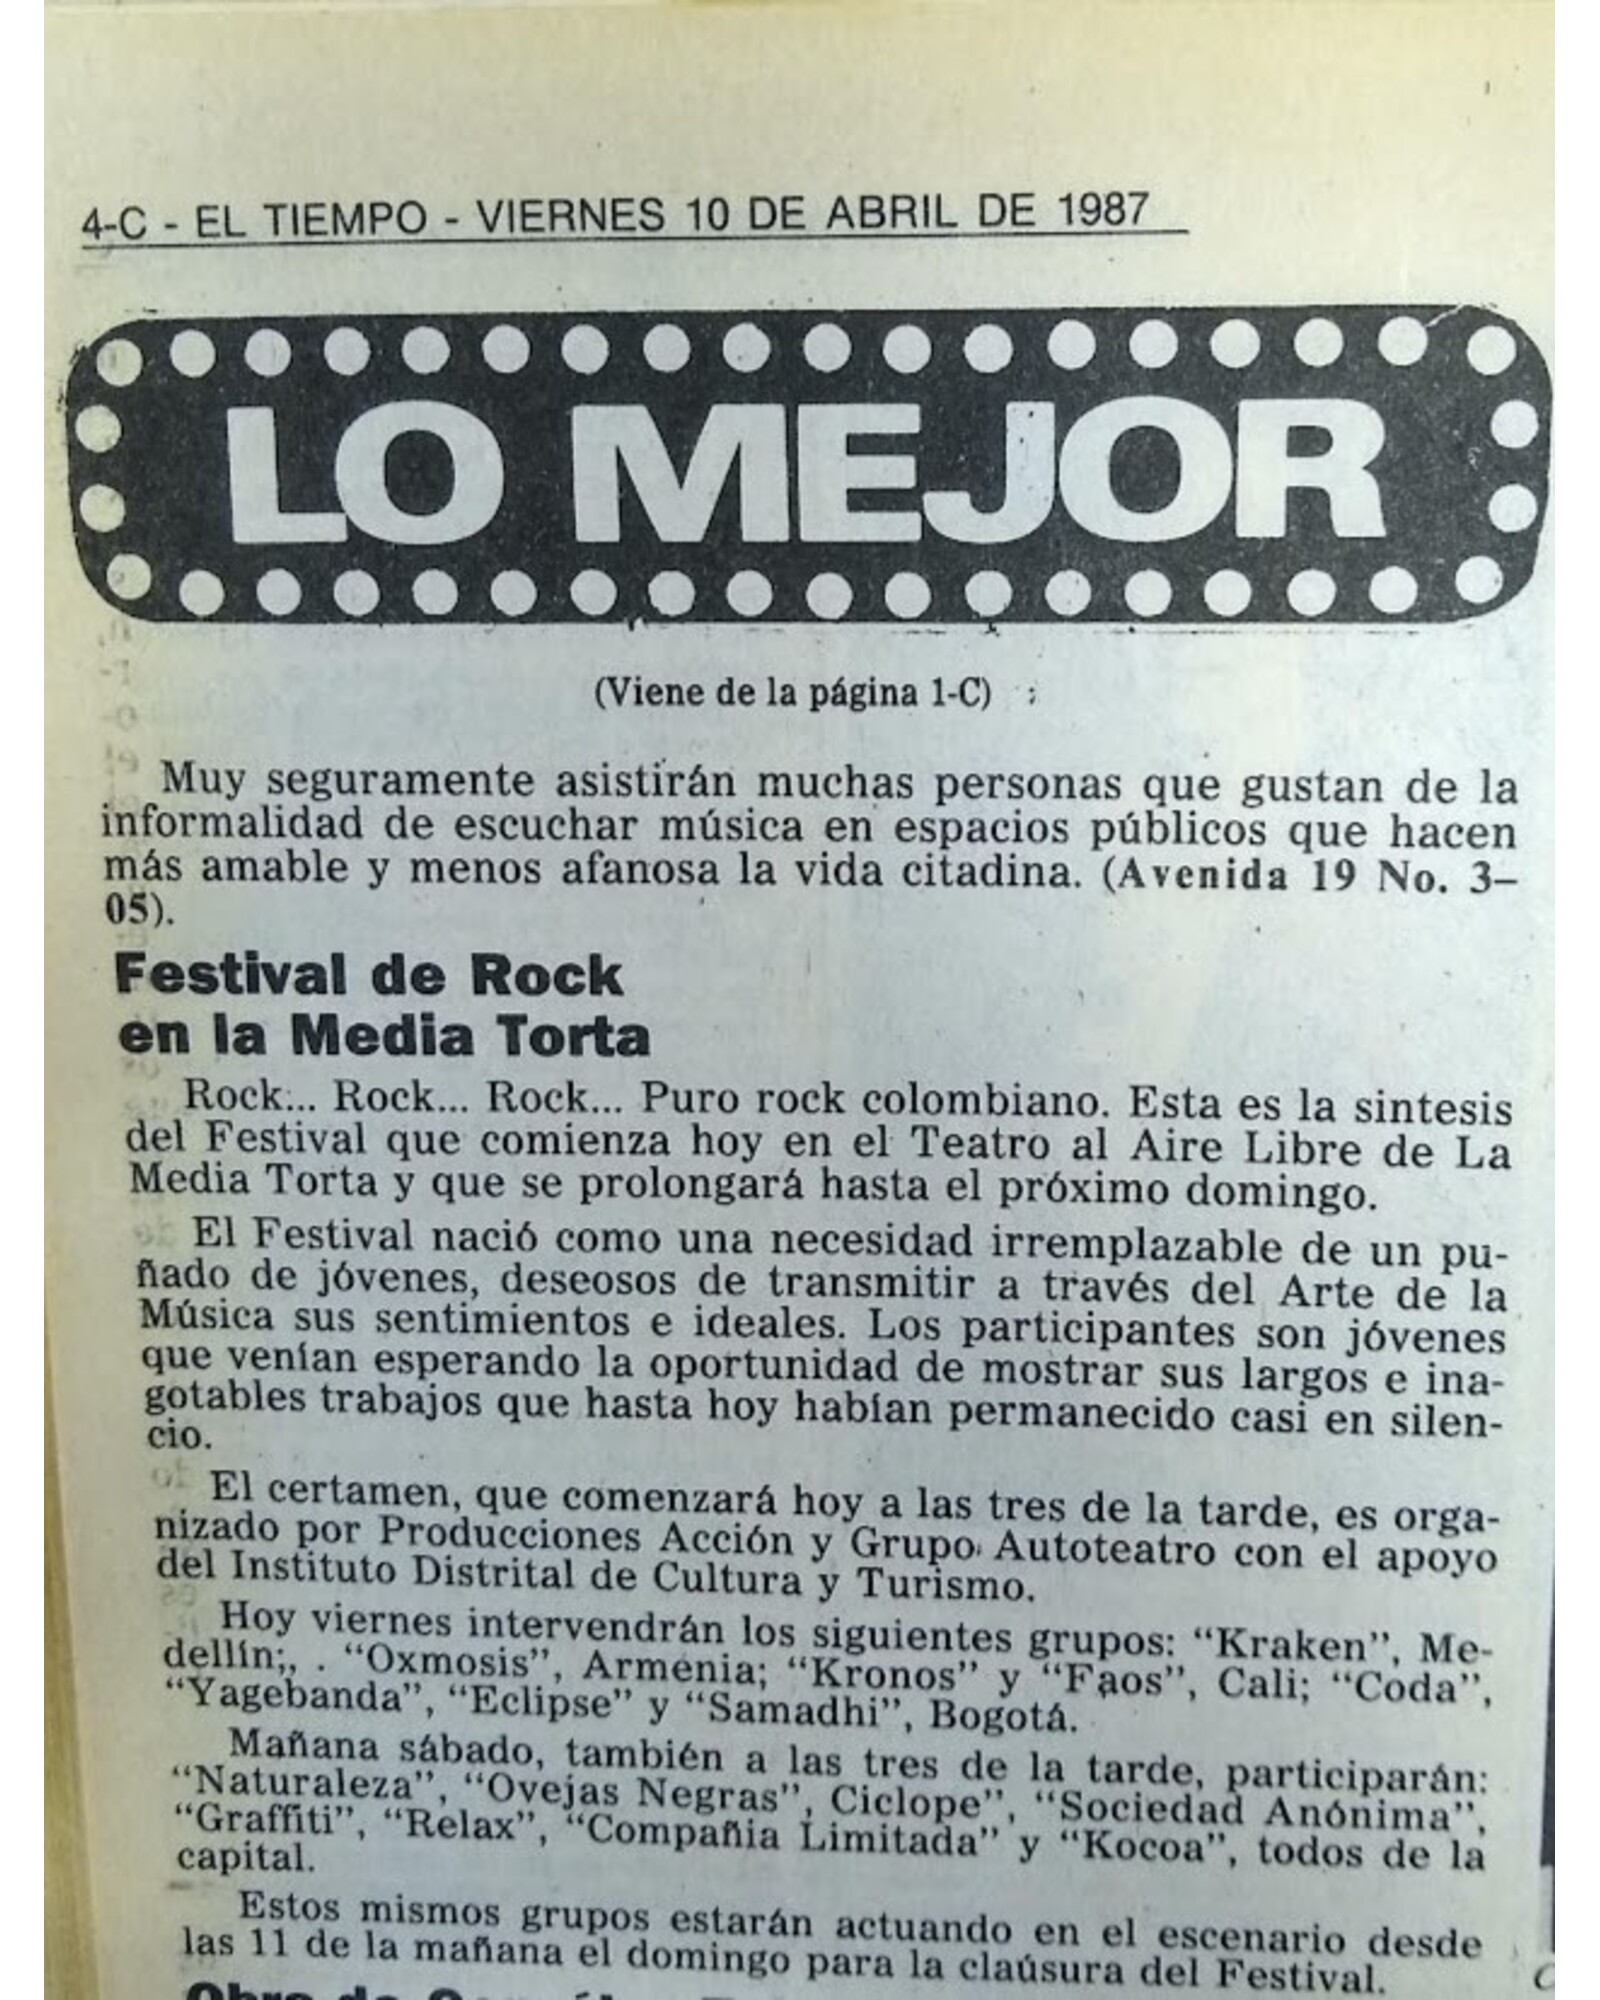 4-C - EL TIEMPO - VIERNES 10 DE ABRIL DE 1987
LO MEJOR
(Viene de la página 1-C)
Muy seguramente asistirán muchas personas que gustan de la
informalidad de escuchar música en espacios públicos que hacen
más amable y menos afanosa la vida citadina. (Avenida 19 No. 3–
05).
Festival de Rock
en la Media Torta
Rock... Rock... Rock... Puro rock colombiano. Esta es la sintesis
del Festival que comienza hoy en el Teatro al Aire Libre de La
Media Torta y que se prolongará hasta el próximo domingo.
El Festival nació como una necesidad irremplazable de un pu-
ñado de jóvenes, deseosos de transmitir a través del Arte de la
Música sus sentimientos e ideales. Los participantes son jóvenes
que venían esperando la oportunidad de mostrar sus largos e ina-
gotables trabajos que hasta hoy habían permanecido casi en silen-
cio.
El certamen, que comenzará hoy a las tres de la tarde, es orga-
nizado por Producciones Acción y Grupo Autoteatro con el apoyo
del Instituto Distrital de Cultura y Turismo.
Hoy viernes intervendrán los siguientes grupos: “Kraken”, Me-
dellín;, . “Oxmosis”, Armenia; “Kronos” y “Faos”, Cali; “Coda”,
“Yagebanda”, “Eclipse” y “Samadhi”, Bogotá.
Mañana sábado, también a las tres de la tarde, participarán:
“Naturaleza”, “Ovejas Negras”, Ciclope”, “Sociedad Anónima”,
“Graffiti”, “Relax”, “Compañia Limitada” y “Kocoa”, todos de la
capital.
Estos mismos grupos estarán actuando en el escenario desde
las 11 de la mañana el domingo para la claúsura del Festival.